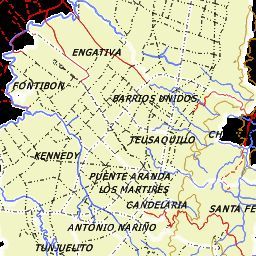 ENGATIVA
FONTIBON
BARRIOS UNIDOS
TEUSAQUILLO
CH
KENNEDY
PUENTE ARANDA
LOS MARTIRES
CANDELARIA
SANTA FE
ANTONIO NARIÑO
TUNJUELITO